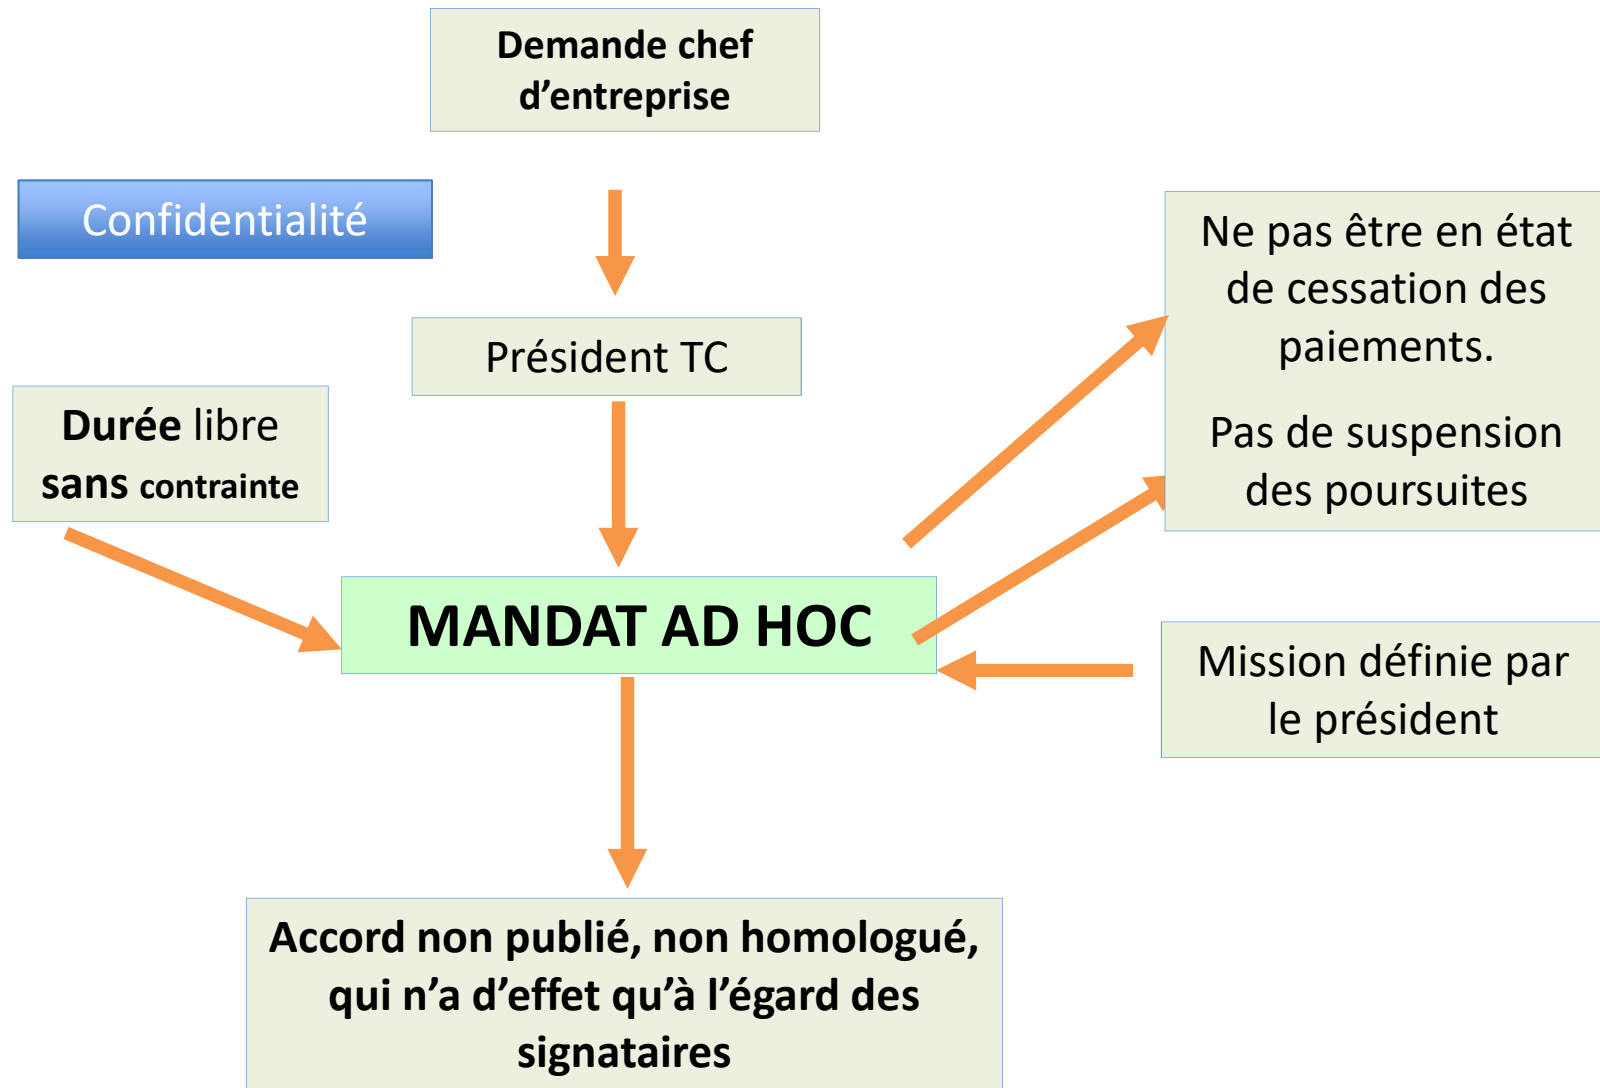 Demande chef
d’entreprise
Confidentialité
Président TC
Ne pas être en état
de cessation des
paiements.
Pas de suspension
des poursuites
Durée libre
sans contrainte
MANDAT AD HOC
Mission définie par
le président
Accord non publié, non homologué,
qui n’a d’effet qu’à l’égard des
signataires